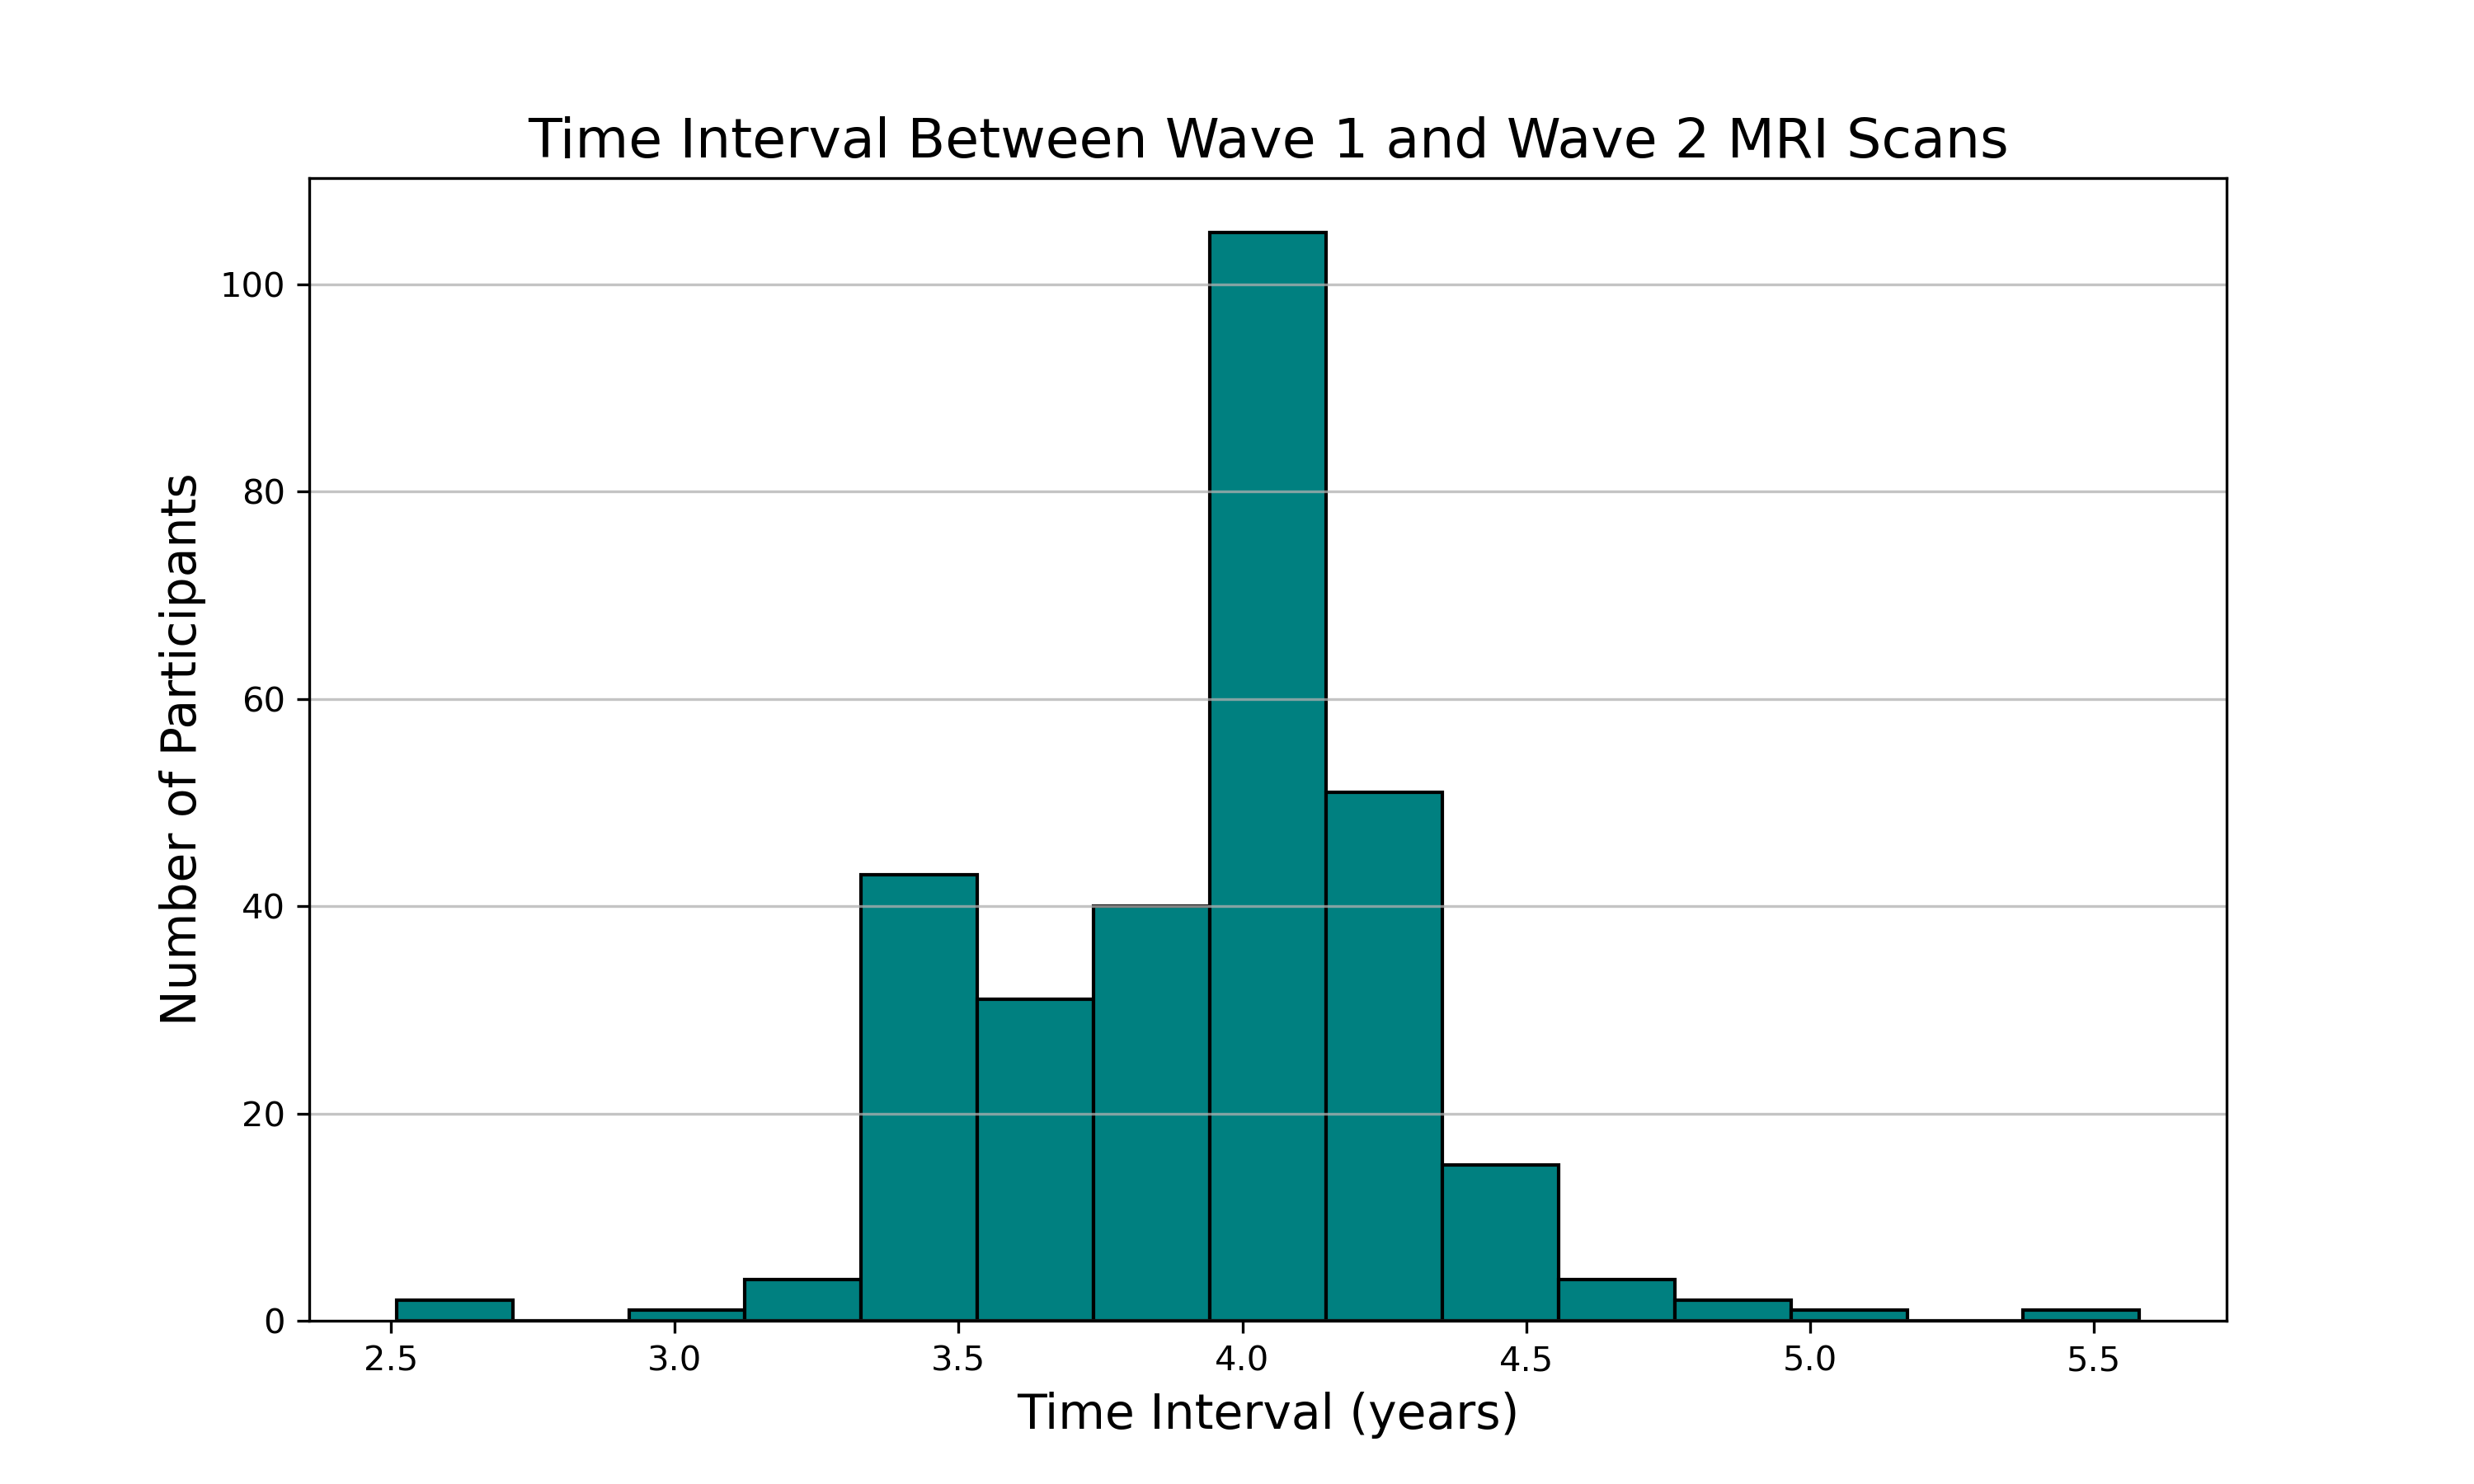 Time Interval Between Wave 1 and Wave 2 MRI Scans
Number of Participants
100
80
60
40
20
0
2.5 3.0 3.5 4.0 4.5 5.0 5.5
Time Interval (years)